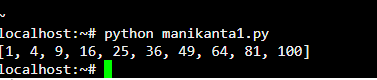 ~
localhost:~# python manikanta1.py
[1, 4, 9, 16, 25, 36, 49, 64, 81, 100]
localhost:~#